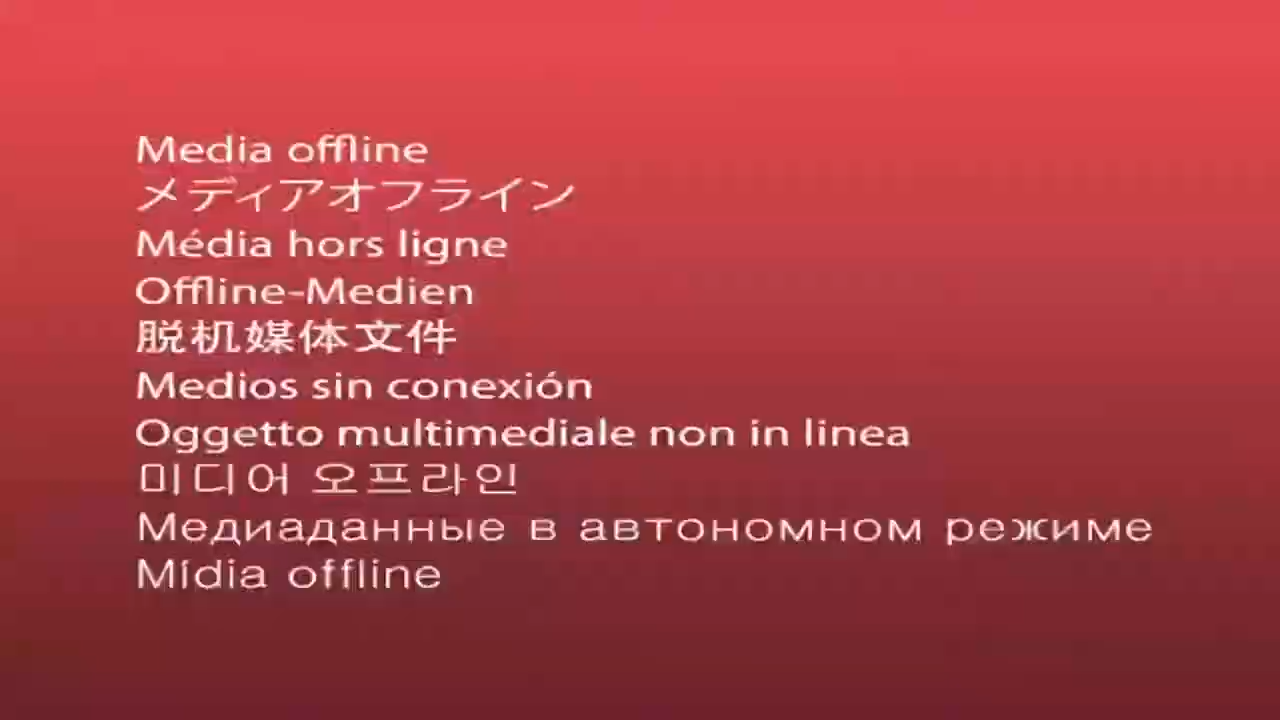 Media offline
メディアオフライン
Média hors ligne
Offline-Medien
脱机媒体文件
Medios sin conexión
Oggetto multimediale non in linea
미디어 오프라인
Медиаданные в автономном режиме
Mídia offline